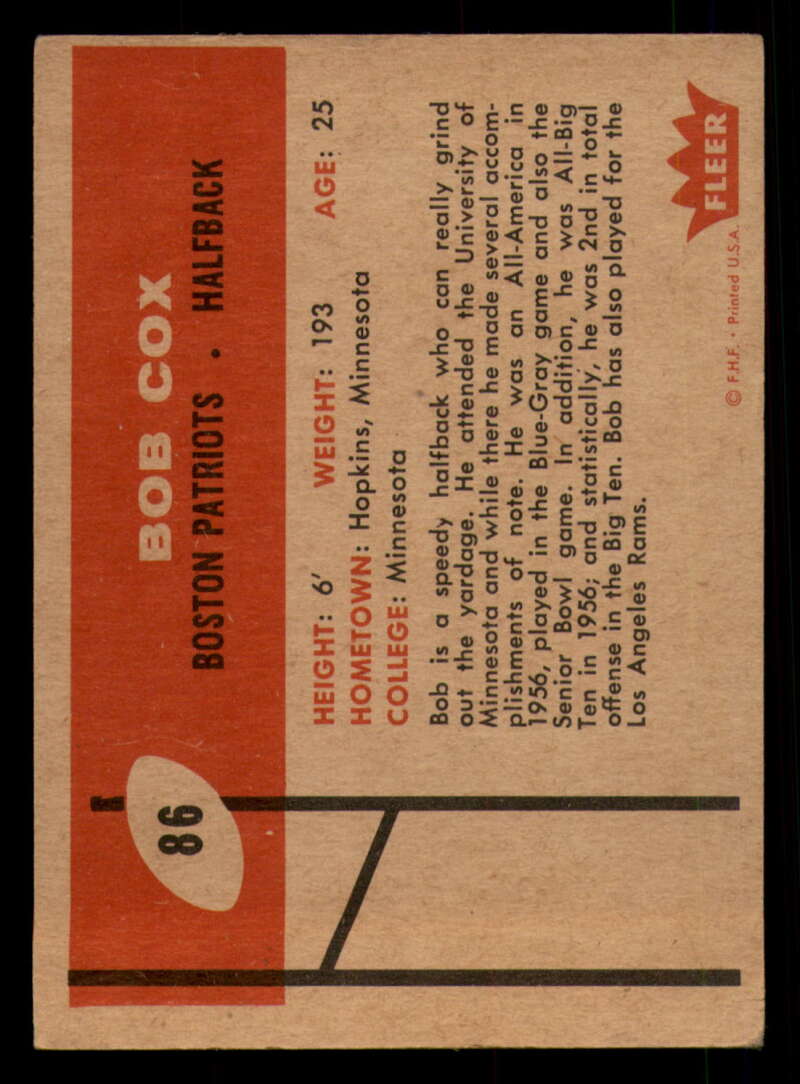 86
BOB COX
BOSTON PATRIOTS • HALFBACK
HEIGHT: 6' WEIGHT: 193 AGE: 25
HOMETOWN: Hopkins, Minnesota
COLLEGE: Minnesota
Bob is a speedy halfback who can really grind
out the yardage. He attended the University of
Minnesota and while there he made several accom-
plishments of note. He was an All-America in
1956, played in the Blue-Gray game and also the
Senior Bowl game. In addition, he was All-Big
Ten in 1956; and statistically, he was 2nd in total
offense in the Big Ten. Bob has also played for the
Los Angeles Rams.
© F.H.F. • Printed U.S.A.
FLEER